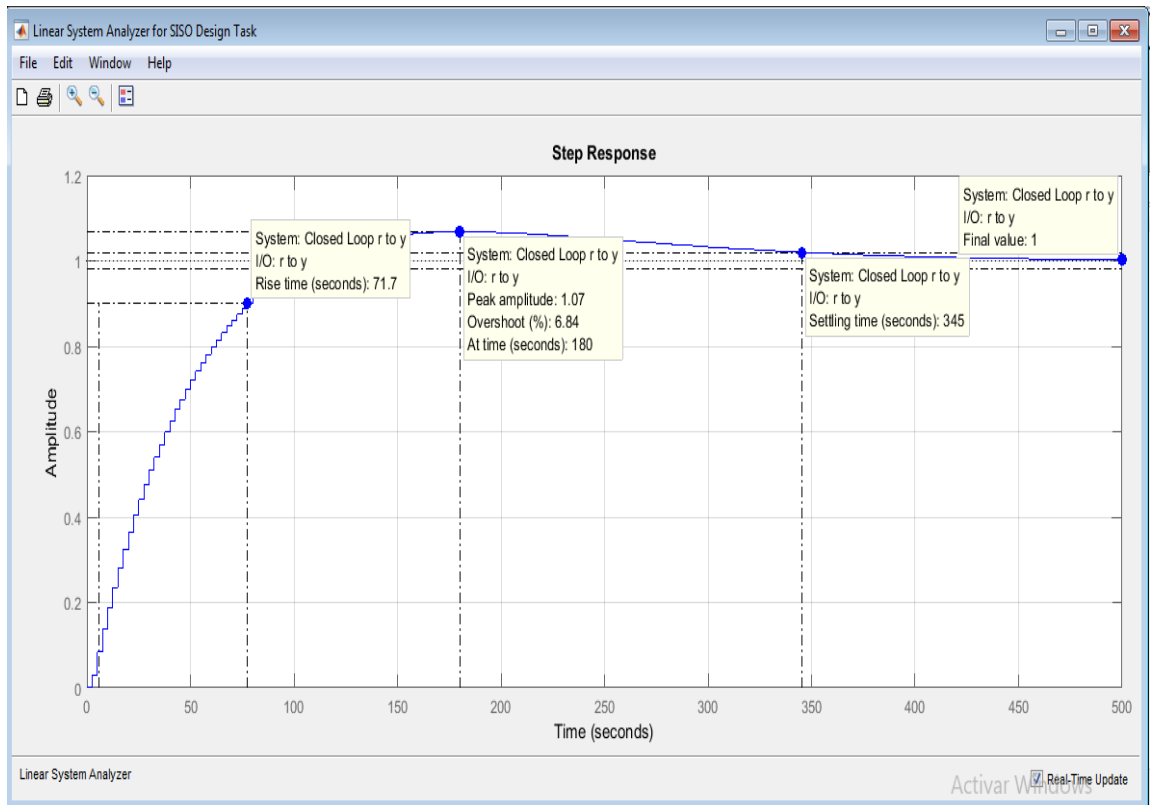 Linear System Analyzer for SISO Design Task
File Edit Window Help
Step Response
1.2
1
0.8
0.6
0.4
0.2
0
Amplitude
System: Closed Loop r to y
I/O: r to y
Rise time (seconds): 71.7
System: Closed Loop r to y
I/O: r to y
Peak amplitude: 1.07
Overshoot (%): 6.84
At time (seconds): 180
System: Closed Loop r to y
I/O: r to y
Settling time (seconds): 345
System: Closed Loop r to y
I/O: r to y
Final value: 1
0 50 100 150 200 250 300 350 400 450 500
Time (seconds)
Linear System Analyzer
Activar Windows
Real-Time Update